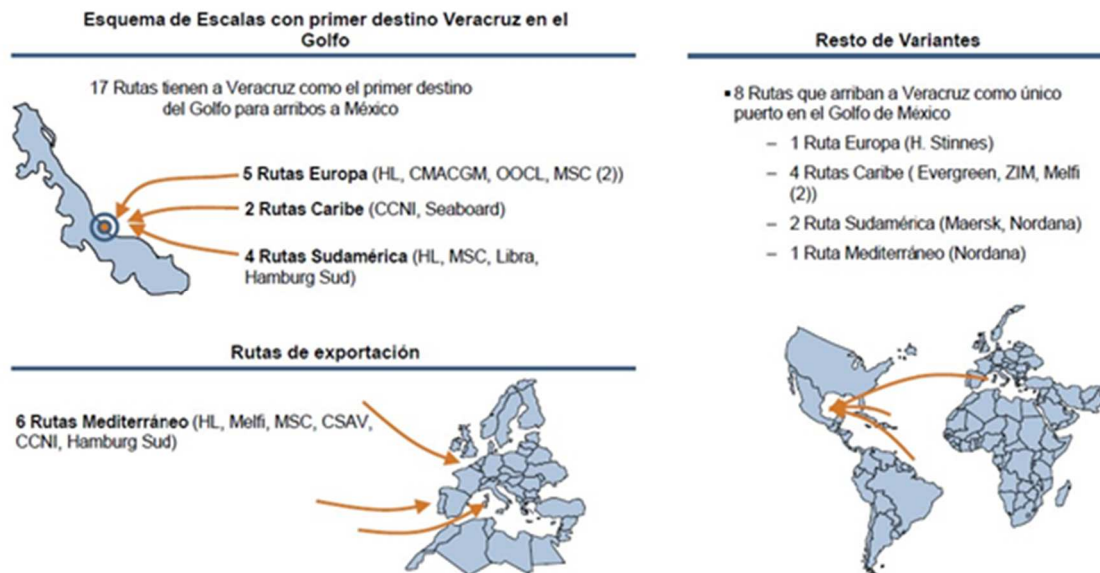 Esquema de Escalas con primer destino Veracruz en el
Golfo
17 Rutas tienen a Veracruz como el primer destino
del Golfo para arribos a México
5 Rutas Europa (HL, CMACGM, OOCL, MSC (2))
2 Rutas Caribe (CCNI, Seaboard)
4 Rutas Sudamérica (HL, MSC, Libra,
Hamburg Sud)
Rutas de exportación
6 Rutas Mediterráneo (HL, Melfi, MSC, CSAV,
CCNI, Hamburg Sud)
Resto de Variantes
▪ 8 Rutas que arriban a Veracruz como único
puerto en el Golfo de México
– 1 Ruta Europa (H. Stinnes)
– 4 Rutas Caribe ( Evergreen, ZIM, Melfi
(2))
– 2 Ruta Sudamérica (Maersk, Nordana)
– 1 Ruta Mediterráneo (Nordana)